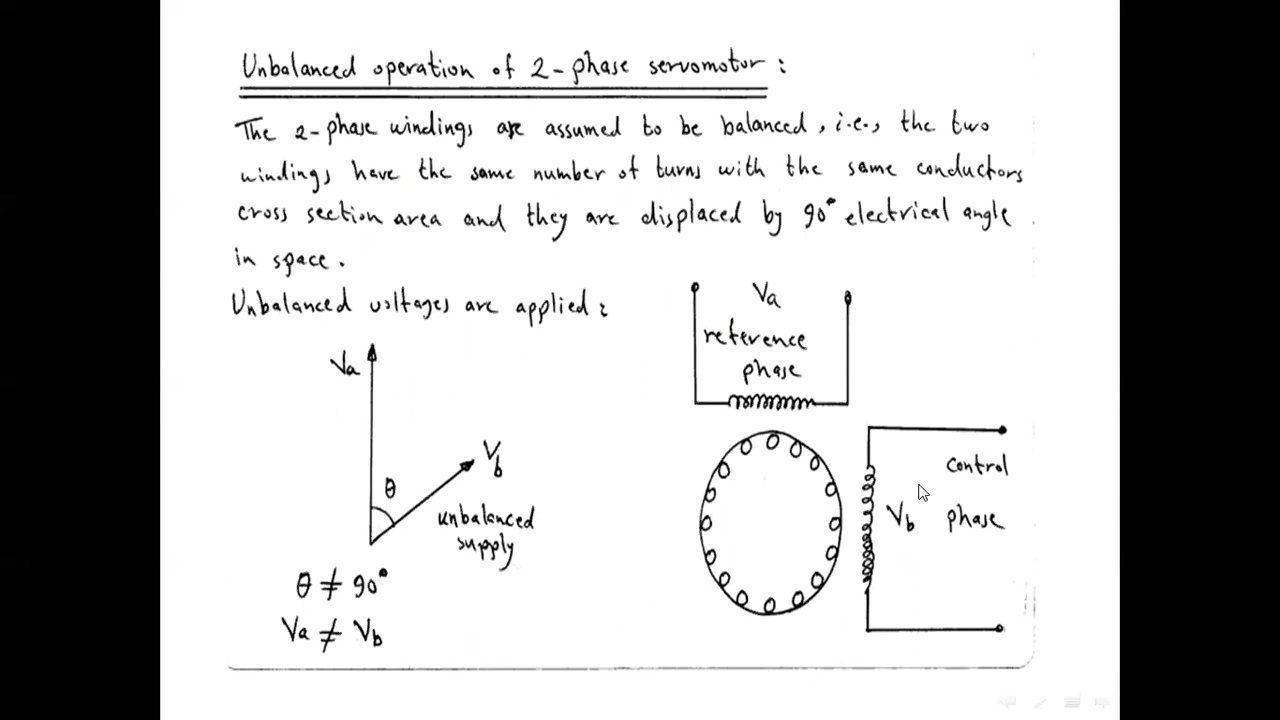 Unbalanced operation of 2-phase servomotor:
The 2-phase windings are assumed to be balanced, i.e., the two
windings have the same number of turns with the same conductors
cross section area and they are displaced by 90° electrical angle
in space.
Unbalanced voltages are applied:
Va
reference
phase
Va
Vb
θ
unbalanced
supply
θ ≠ 90°
Va ≠ Vb
control
Vb phase